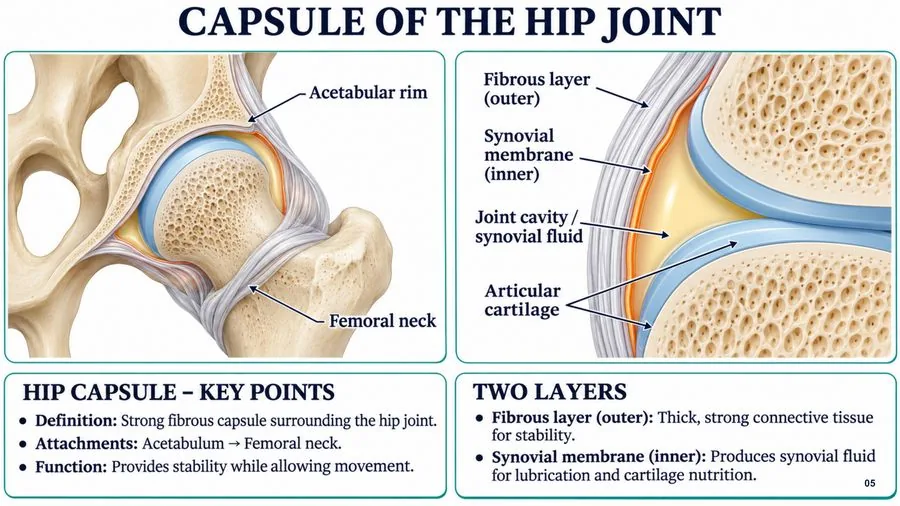 CAPSULE OF THE HIP JOINT
Acetabular rim
Femoral neck
Fibrous layer
(outer)
Synovial
membrane
(inner)
Joint cavity /
synovial fluid
Articular
cartilage
HIP CAPSULE – KEY POINTS
• Definition: Strong fibrous capsule surrounding the hip joint.
• Attachments: Acetabulum → Femoral neck.
• Function: Provides stability while allowing movement.
TWO LAYERS
• Fibrous layer (outer): Thick, strong connective tissue
for stability.
• Synovial membrane (inner): Produces synovial fluid
for lubrication and cartilage nutrition.
05